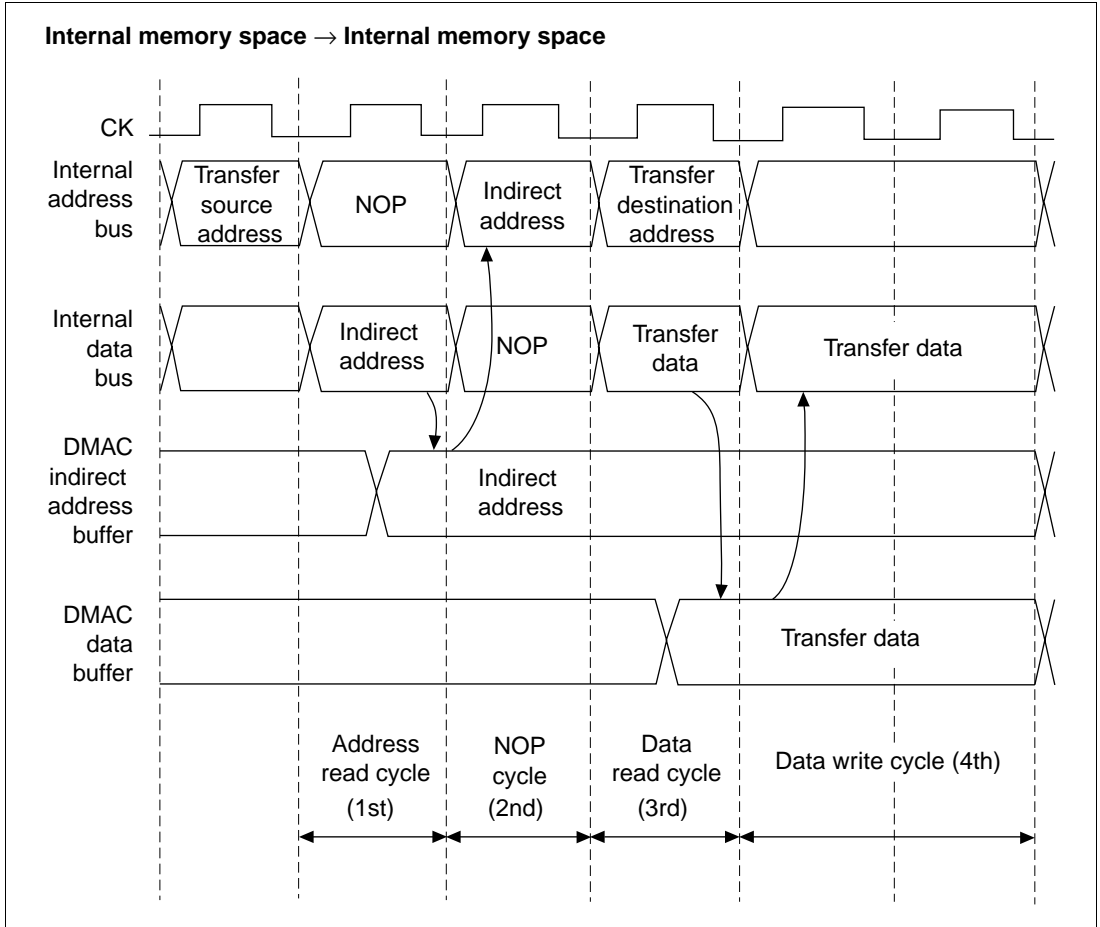 Internal memory space → Internal memory space
CK
Internal
address
bus
Transfer
source
address
NOP
Indirect
address
Transfer
destination
address
Internal
data
bus
Indirect
address
NOP
Transfer
data
Transfer data
DMAC
indirect
address
buffer
Indirect
address
DMAC
data
buffer
Transfer data
Address
read cycle
(1st)
NOP
cycle
(2nd)
Data
read cycle
(3rd)
Data write cycle (4th)